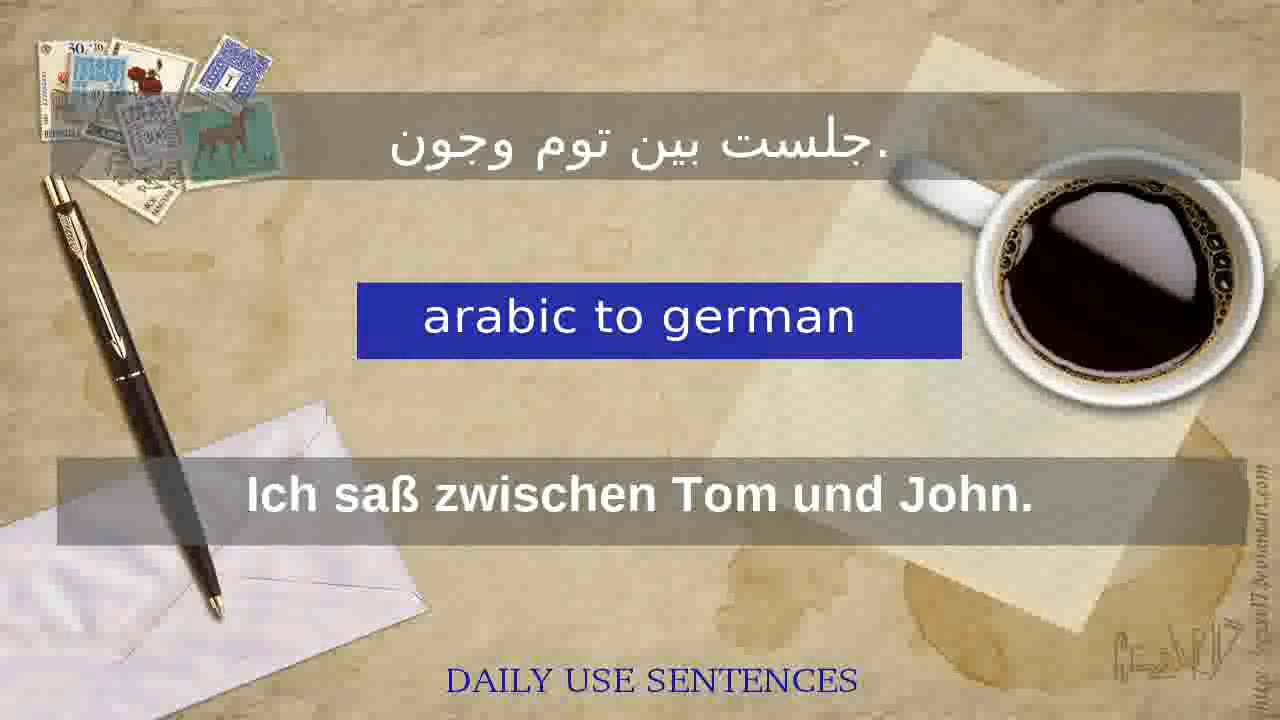 جلست بين توم وجون.
arabic to german
Ich saß zwischen Tom und John.
DAILY USE SENTENCES